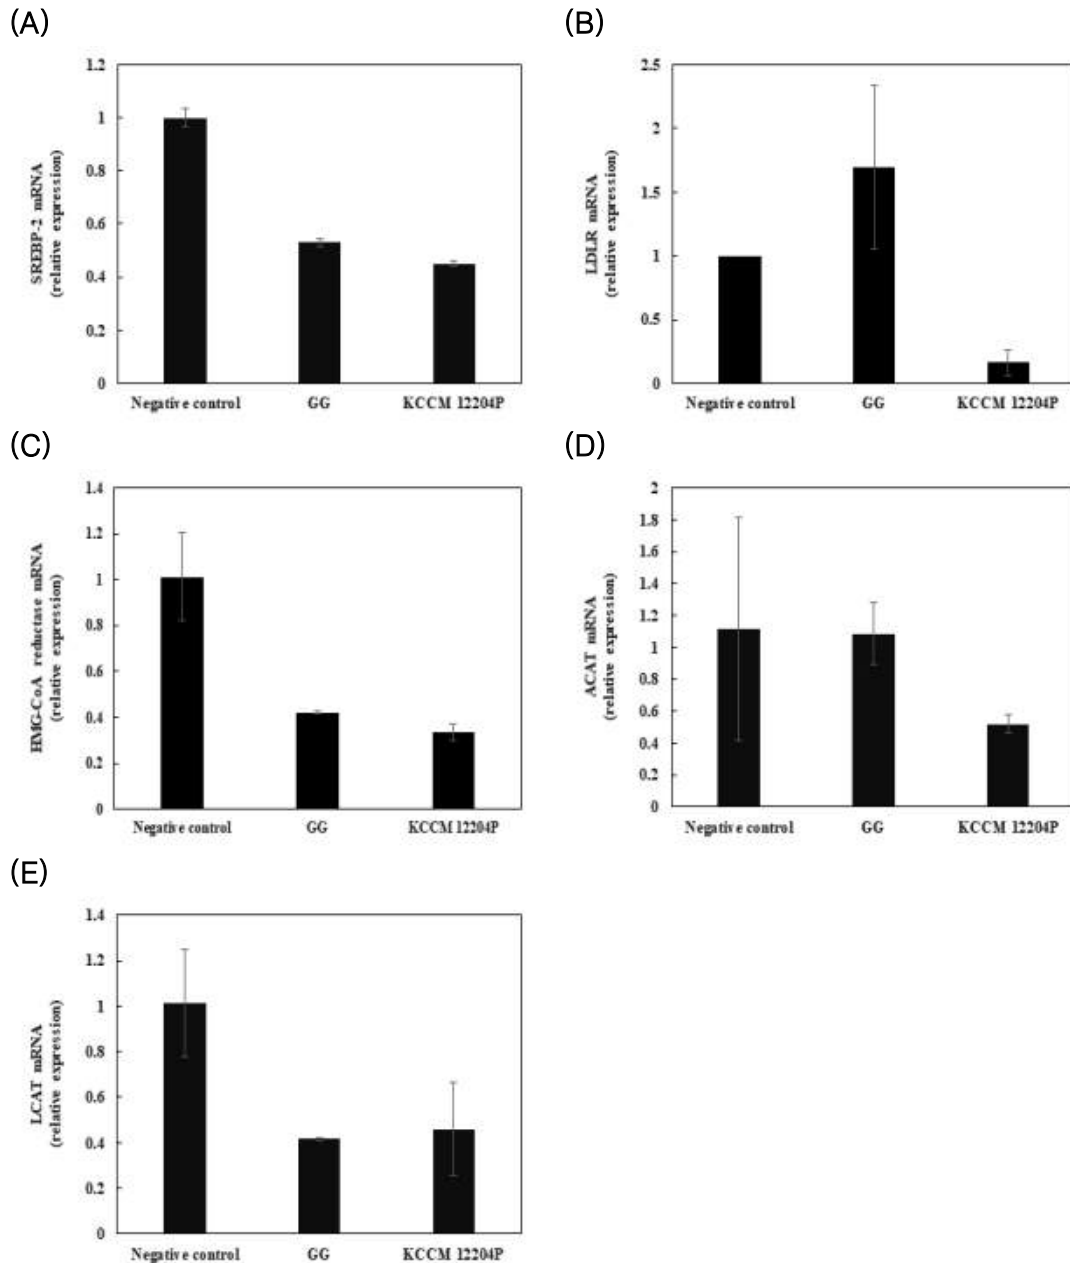 (A)
SREBP-2 mRNA
(relative expression)
1.2
1
0.8
0.6
0.4
0.2
0
Negative control GG KCCM 12204P
(B)
LDLR mRNA
(relative expression)
2.5
2
1.5
1
0.5
0
Negative control GG KCCM 12204P
(C)
HMG-CoA reductase mRNA
(relative expression)
1.4
1.2
1
0.8
0.6
0.4
0.2
0
Negative control GG KCCM 12204P
(D)
ACAT mRNA
(relative expression)
2
1.8
1.6
1.4
1.2
1
0.8
0.6
0.4
0.2
0
Negative control GG KCCM 12204P
(E)
LCAT mRNA
(relative expression)
1.4
1.2
1
0.8
0.6
0.4
0.2
0
Negative control GG KCCM 12204P